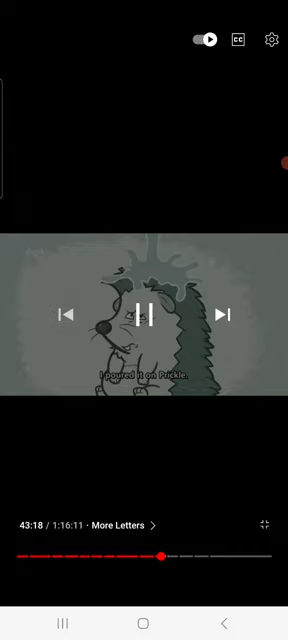 CC
I poured it on Prickle.
43:18 / 1:16:11 · More Letters